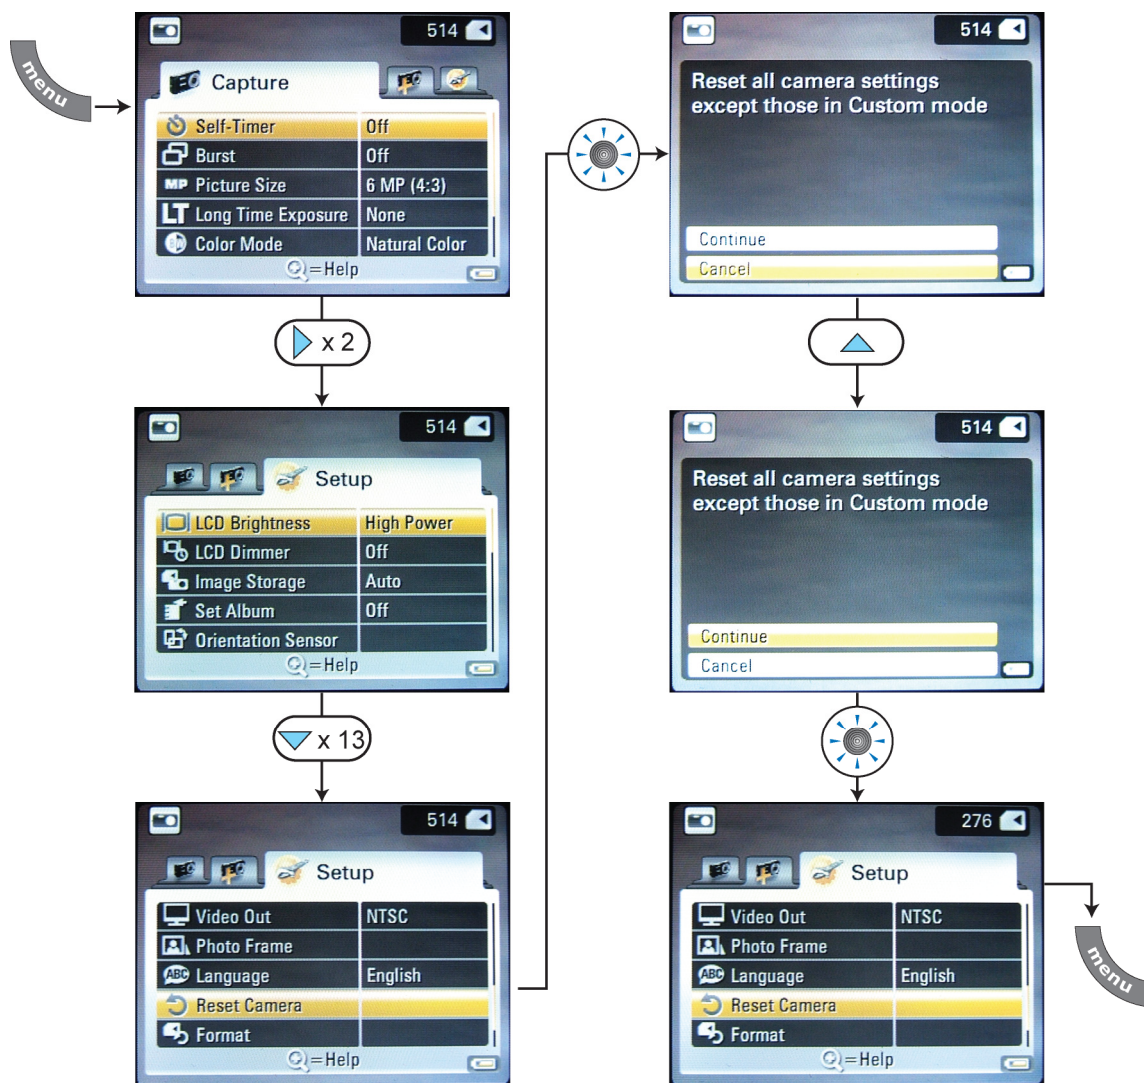 menu
514
Capture
Self-Timer Off
Burst Off
MP Picture Size 6 MP (4:3)
LT Long Time Exposure None
BW Color Mode Natural Color
=Help
x 2
514
Setup
LCD Brightness High Power
LCD Dimmer Off
Image Storage Auto
Set Album Off
Orientation Sensor
=Help
x 13
514
Setup
Video Out NTSC
Photo Frame
ABC Language English
Reset Camera
Format
=Help
514
Reset all camera settings
except those in Custom mode
Continue
Cancel
514
Reset all camera settings
except those in Custom mode
Continue
Cancel
276
Setup
Video Out NTSC
Photo Frame
ABC Language English
Reset Camera
Format
=Help
menu